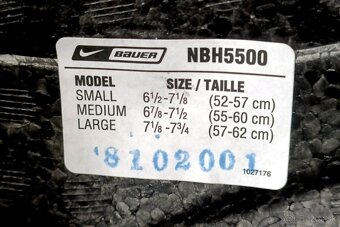 BAUER NBH5500
MODEL SIZE / TAILLE
SMALL 6½-7⅛ (52-57 cm)
MEDIUM 6⅞-7½ (55-60 cm)
LARGE 7⅛-7¾ (57-62 cm)
8102001
1027176